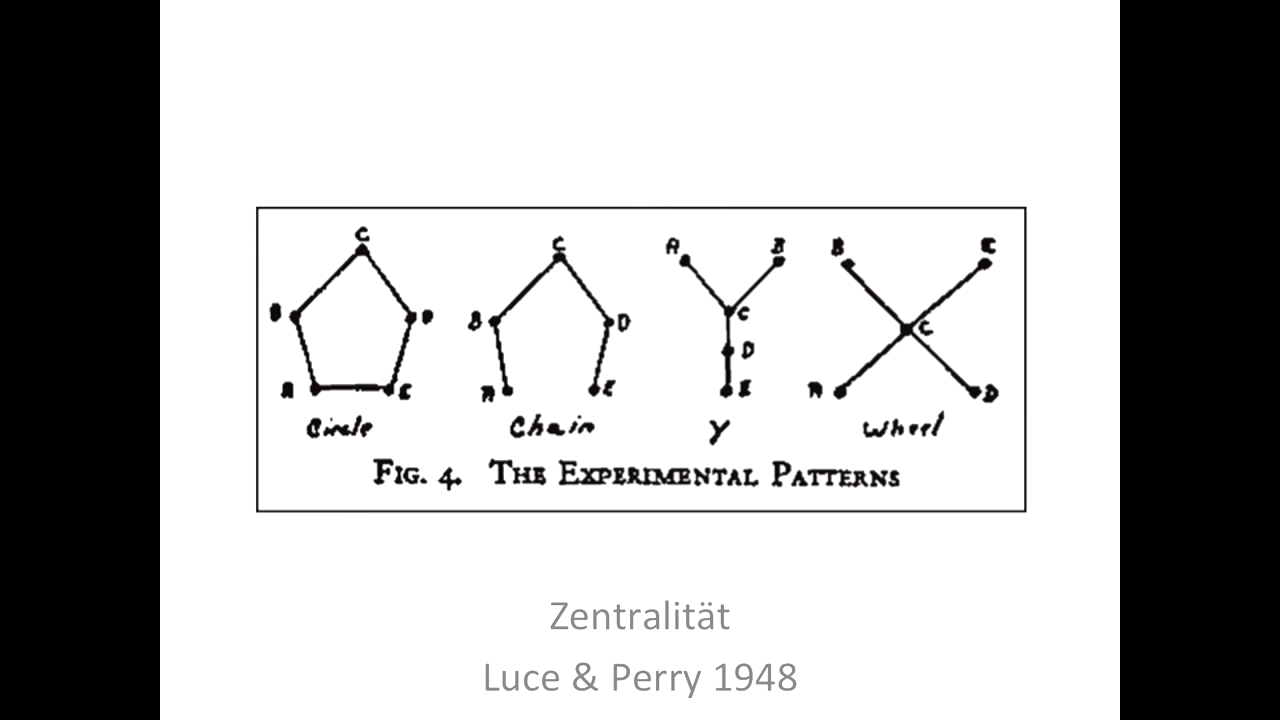 C C A B B E
B D B D C C
D
A E A E E A D
Circle Chain Y Wheel
FIG. 4. THE EXPERIMENTAL PATTERNS
Zentralität
Luce & Perry 1948